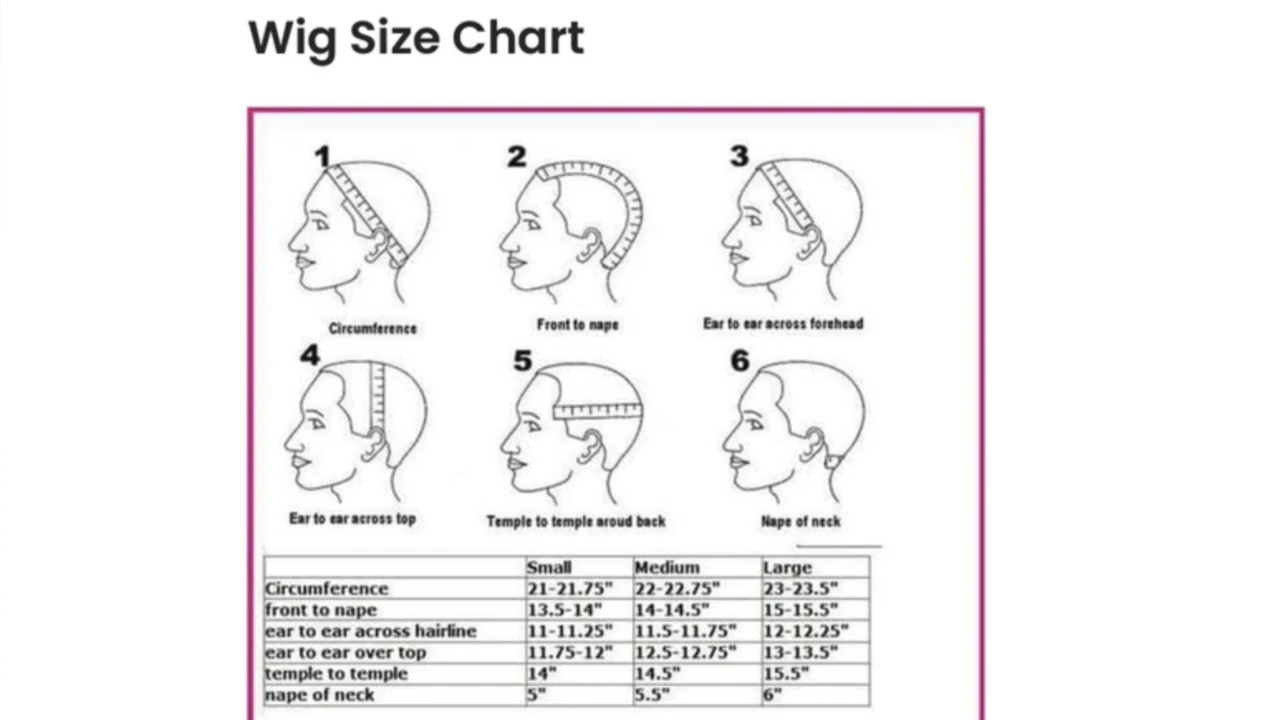 Wig Size Chart
1 2 3
Circumference Front to nape Ear to ear across forehead
4 5 6
Ear to ear across top Temple to temple aroud back Nape of neck
Small Medium Large
Circumference 21-21.75" 22-22.75" 23-23.5"
front to nape 13.5-14" 14-14.5" 15-15.5"
ear to ear across hairline 11-11.25" 11.5-11.75" 12-12.25"
ear to ear over top 11.75-12" 12.5-12.75" 13-13.5"
temple to temple 14" 14.5" 15.5"
nape of neck 5" 5.5" 6"